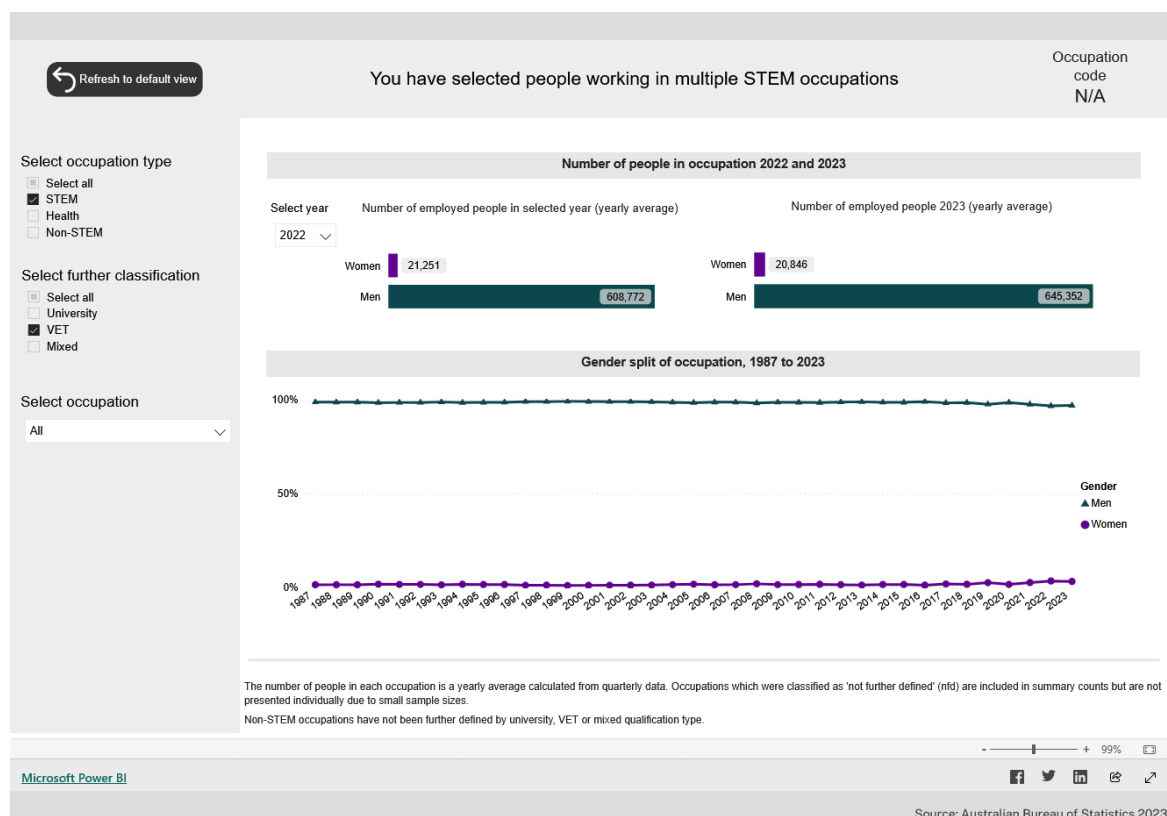 Refresh to default view
You have selected people working in multiple STEM occupations
Occupation
code
N/A
Select occupation type
Select all
STEM
Health
Non-STEM
Select further classification
Select all
University
VET
Mixed
Select occupation
All
Number of people in occupation 2022 and 2023
Select year
2022
Number of employed people in selected year (yearly average)
Women 21,251
Men 608,772
Number of employed people 2023 (yearly average)
Women 20,846
Men 645,352
Gender split of occupation, 1987 to 2023
100%
50%
0%
1987 1988 1989 1990 1991 1992 1993 1994 1995 1996 1997 1998 1999 2000 2001 2002 2003 2004 2005 2006 2007 2008 2009 2010 2011 2012 2013 2014 2015 2016 2017 2018 2019 2020 2021 2022 2023
Gender
Men
Women
The number of people in each occupation is a yearly average calculated from quarterly data. Occupations which were classified as 'not further defined' (nfd) are included in summary counts but are not
presented individually due to small sample sizes.
Non-STEM occupations have not been further defined by university, VET or mixed qualification type.
- + 99%
Microsoft Power BI
Source: Australian Bureau of Statistics 2023